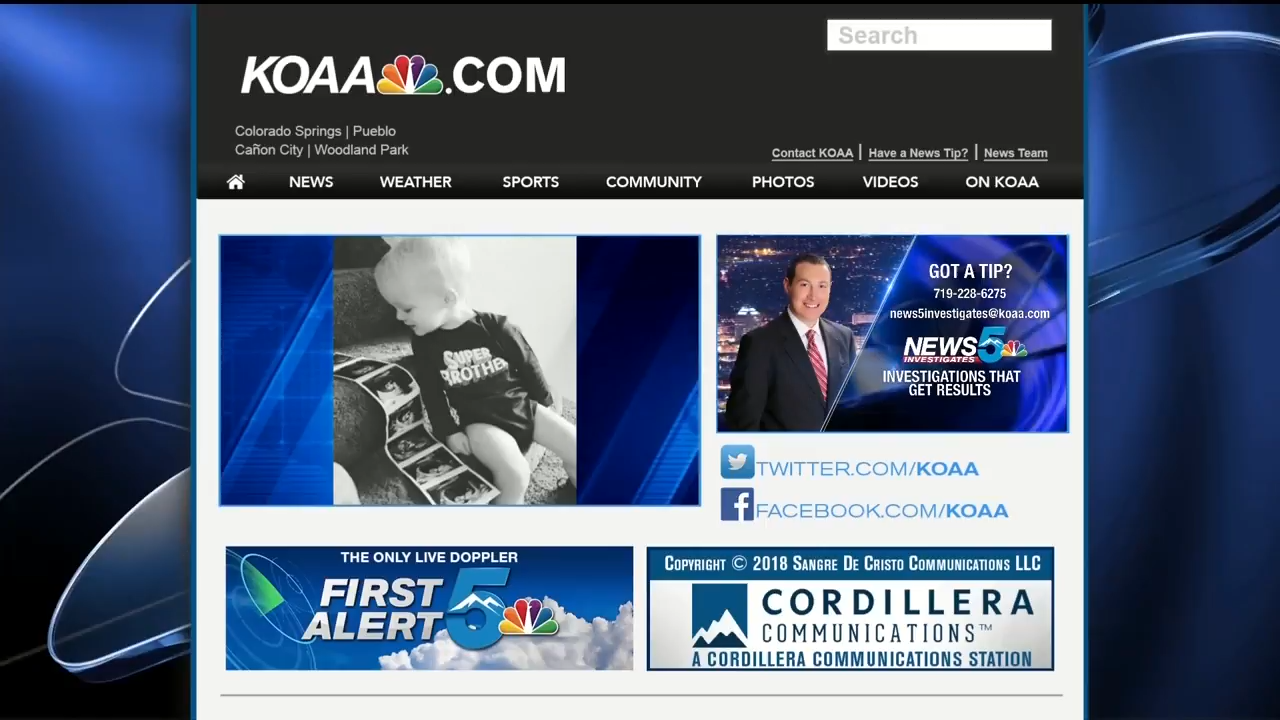 Search
KOAA.COM
Colorado Springs | Pueblo
Cañon City | Woodland Park
Contact KOAA | Have a News Tip? | News Team
NEWS WEATHER SPORTS COMMUNITY PHOTOS VIDEOS ON KOAA
SUPER
BROTHER
GOT A TIP?
719-228-6275
news5investigates@koaa.com
NEWS 5
INVESTIGATES
INVESTIGATIONS THAT
GET RESULTS
TWITTER.COM/KOAA
FACEBOOK.COM/KOAA
THE ONLY LIVE DOPPLER
FIRST
ALERT 5
Copyright © 2018 Sangre De Cristo Communications LLC
CORDILLERA
COMMUNICATIONS™
A CORDILLERA COMMUNICATIONS STATION